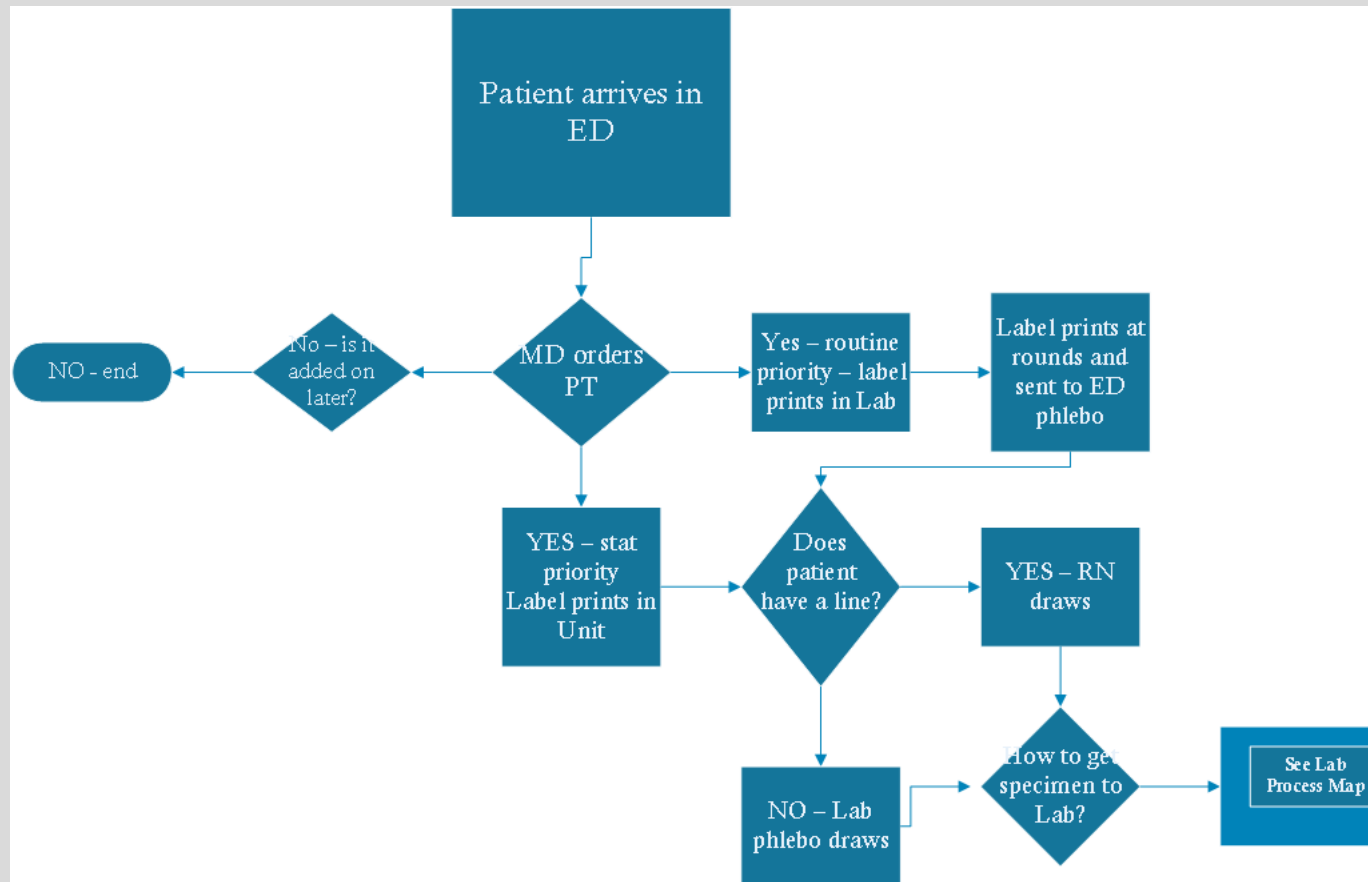 Patient arrives in
ED
NO - end
No – is it
added on
later?
MD orders
PT
Yes – routine
priority – label
prints in Lab
Label prints at
rounds and
sent to ED
phlebo
YES – stat
priority
Label prints in
Unit
Does
patient
have a line?
YES – RN
draws
NO – Lab
phlebo draws
How to get
specimen to
Lab?
See Lab
Process Map